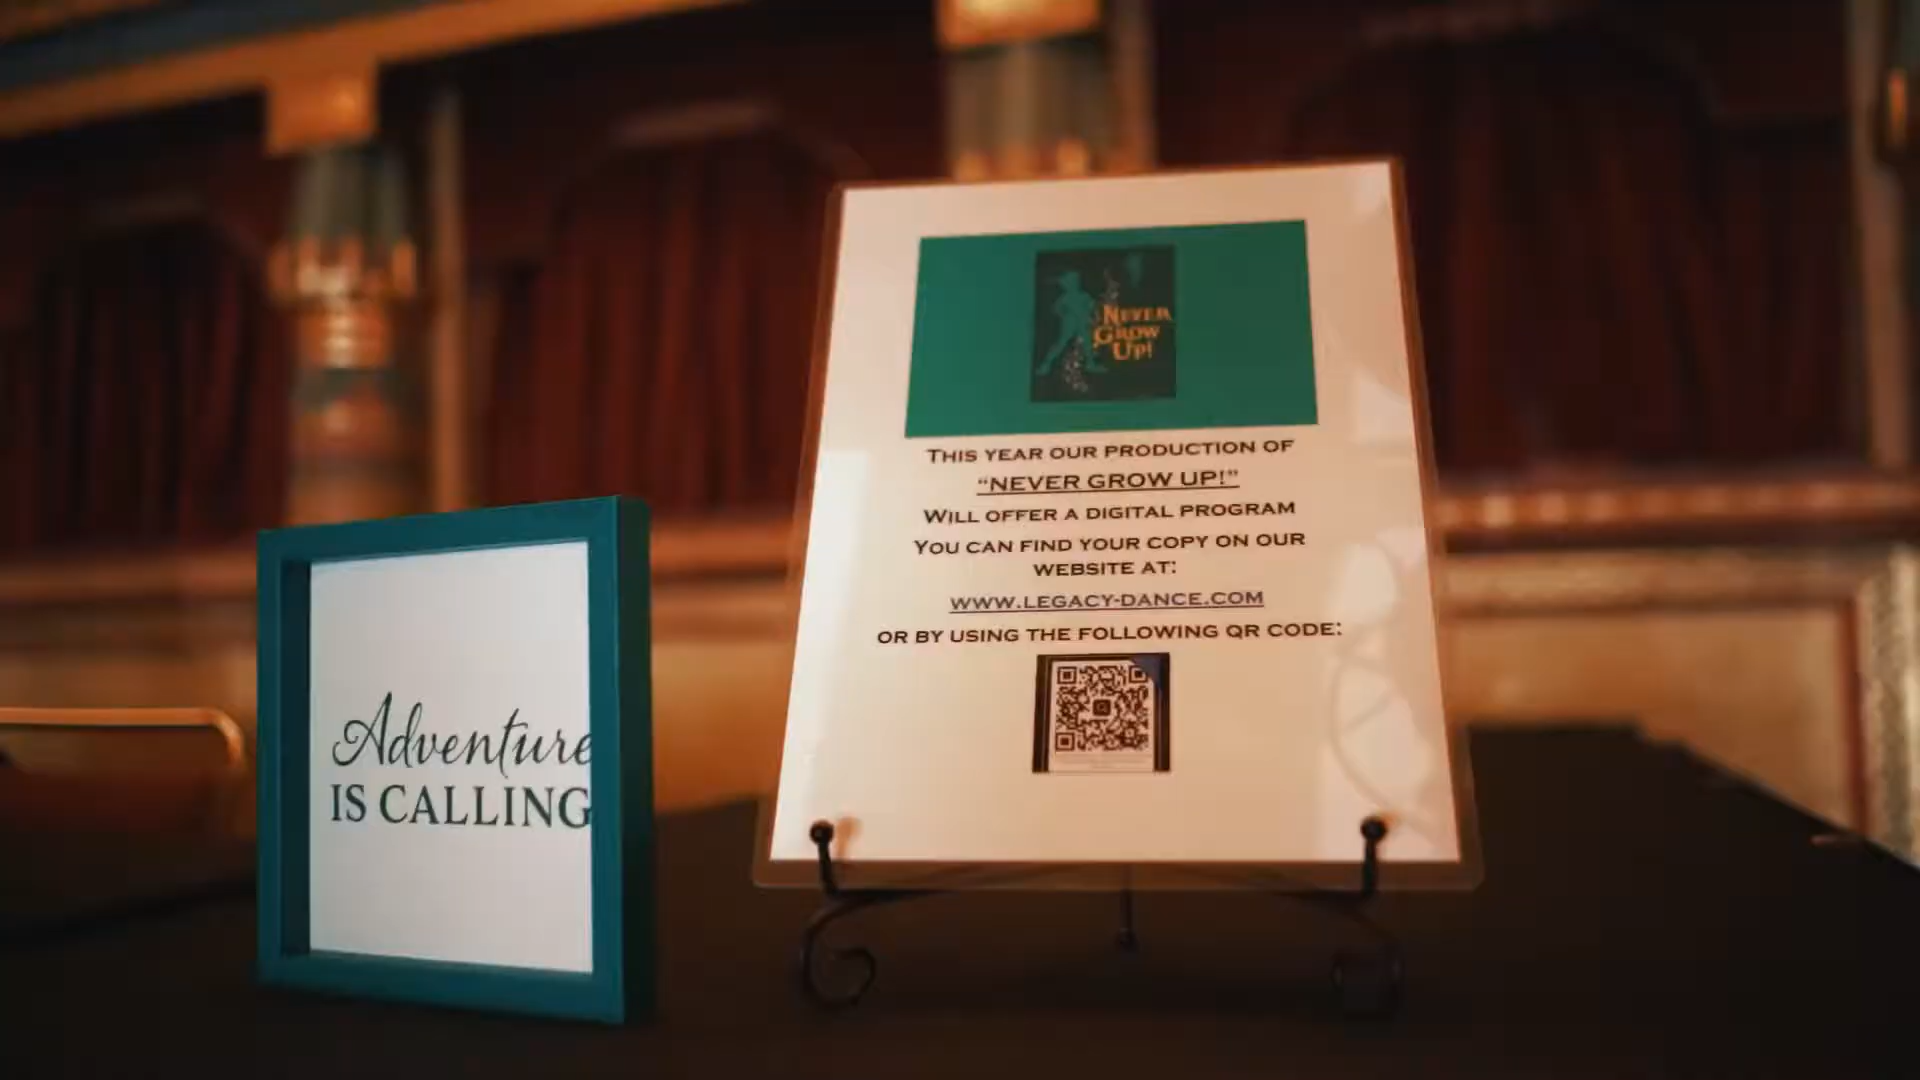 Adventure
IS CALLING
NEVER
GROW
UP!
THIS YEAR OUR PRODUCTION OF
“NEVER GROW UP!”
WILL OFFER A DIGITAL PROGRAM
YOU CAN FIND YOUR COPY ON OUR
WEBSITE AT:
WWW.LEGACY-DANCE.COM
OR BY USING THE FOLLOWING QR CODE: